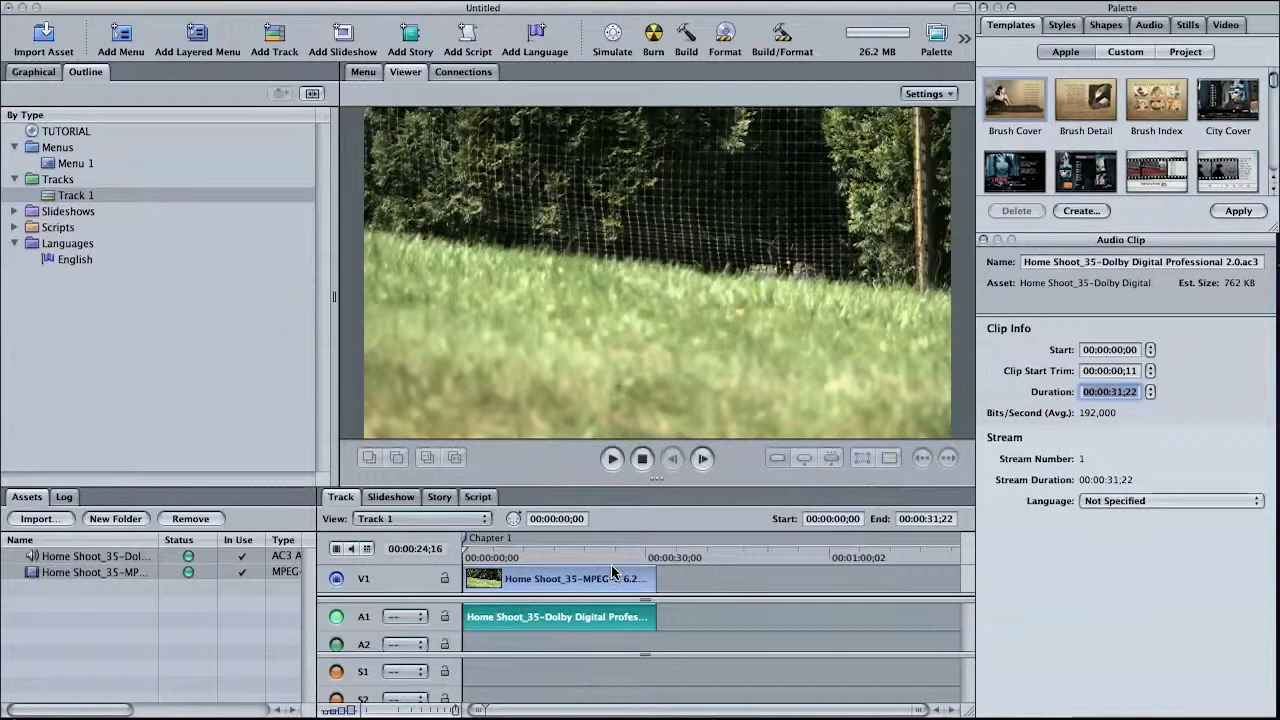 Untitled
Import Asset
Add Menu
Add Layered Menu
Add Track
Add Slideshow
Add Story
Add Script
Add Language
Simulate
Burn
Build
Format
Build/Format
26.2 MB
Palette
Graphical
Outline
By Type
TUTORIAL
Menus
Menu 1
Tracks
Track 1
Slideshows
Scripts
Languages
English
Menu
Viewer
Connections
Settings
Palette
Templates
Styles
Shapes
Audio
Stills
Video
Apple
Custom
Project
Brush Cover
Brush Detail
Brush Index
City Cover
Delete
Create...
Apply
Audio Clip
Name: Home Shoot_35-Dolby Digital Professional 2.0.ac3
Asset: Home Shoot_35-Dolby Digital
Est. Size: 762 KB
Clip Info
Start: 00:00:00;00
Clip Start Trim: 00:00:00;11
Duration: 00:00:31;22
Bits/Second (Avg.): 192,000
Stream
Stream Number: 1
Stream Duration: 00:00:31;22
Language: Not Specified
Assets
Log
Import...
New Folder
Remove
Name
Status
In Use
Type
Home Shoot_35-Dol... AC3 A
Home Shoot_35-MP... MPEG-
Track
Slideshow
Story
Script
View: Track 1
00:00:00;00
Start: 00:00:00;00
End: 00:00:31;22
Chapter 1
00:00:24;16
00:00:00;00
00:00:30;00
00:01:00;02
V1
Home Shoot_35-MPEG- 6.2...
A1 --
Home Shoot_35-Dolby Digital Profes...
A2 --
S1 --
S2 --